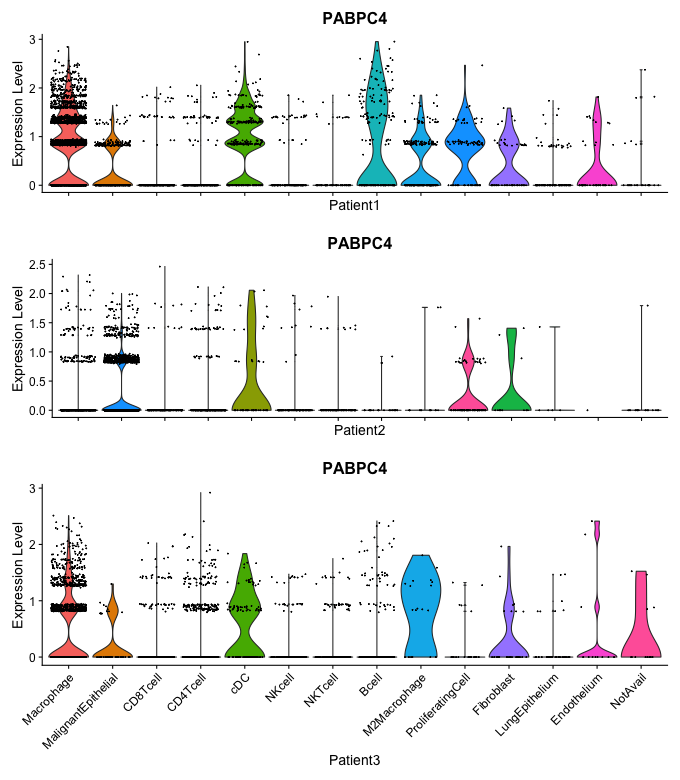 PABPC4
Expression Level
3
2
1
0
Patient1
PABPC4
Expression Level
2.5
2.0
1.5
1.0
0.5
0.0
Patient2
PABPC4
Expression Level
3
2
1
0
Macrophage
MalignantEpithelial
CD8Tcell
CD4Tcell
cDC
NKcell
NKTcell
Bcell
M2Macrophage
ProliferatingCell
Fibroblast
LungEpithelium
Endothelium
NotAvail
Patient3